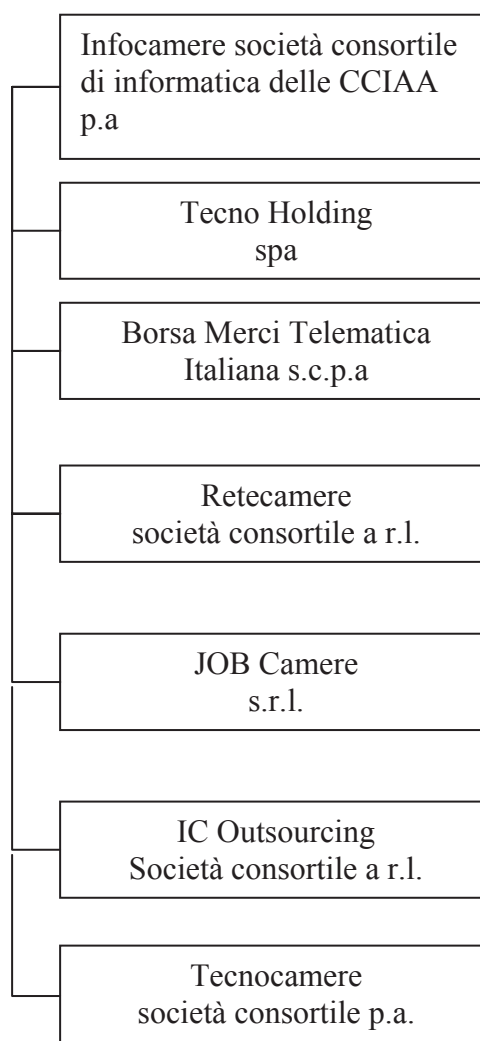 Infocamere società consortile
di informatica delle CCIAA
p.a
Tecno Holding
spa
Borsa Merci Telematica
Italiana s.c.p.a
Retecamere
società consortile a r.l.
JOB Camere
s.r.l.
IC Outsourcing
Società consortile a r.l.
Tecnocamere
società consortile p.a.